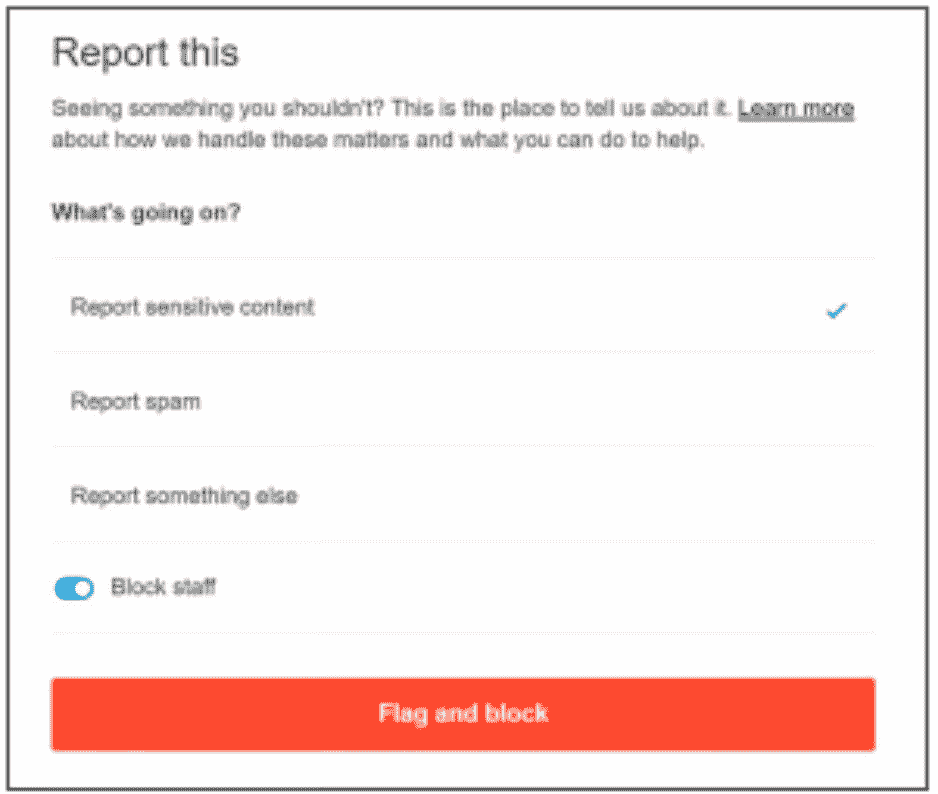 Report this
Seeing something you shouldn't? This is the place to tell us about it. Learn more
about how we handle these matters and what you can do to help.
What's going on?
Report sensitive content
Report spam
Report something else
Block staff
Flag and block